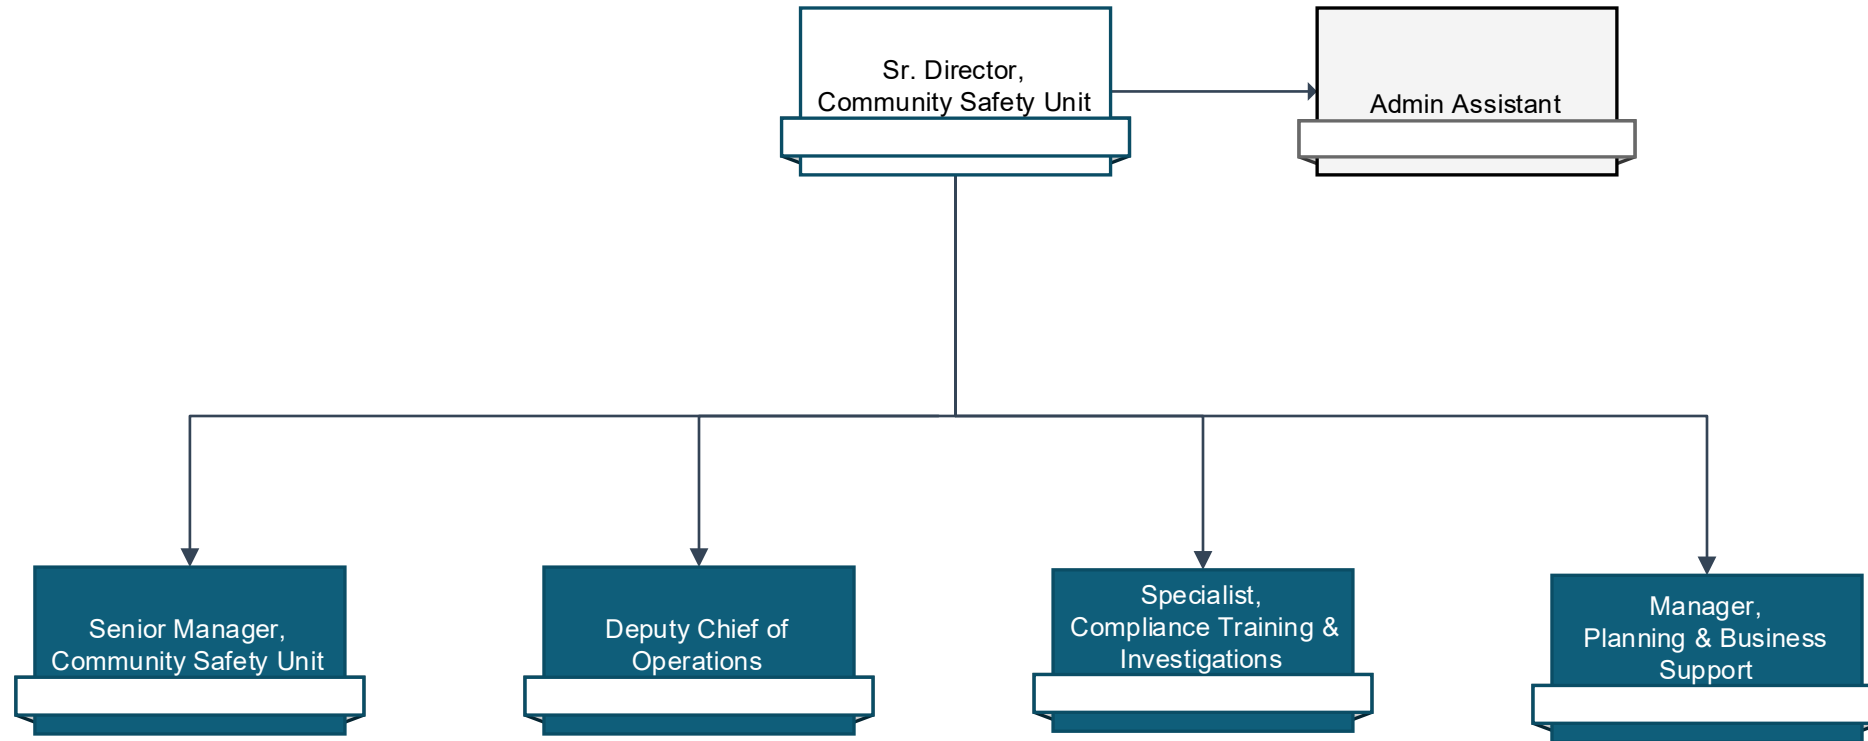 Sr. Director,
Community Safety Unit
Admin Assistant
Senior Manager,
Community Safety Unit
Deputy Chief of
Operations
Specialist,
Compliance Training &
Investigations
Manager,
Planning & Business
Support